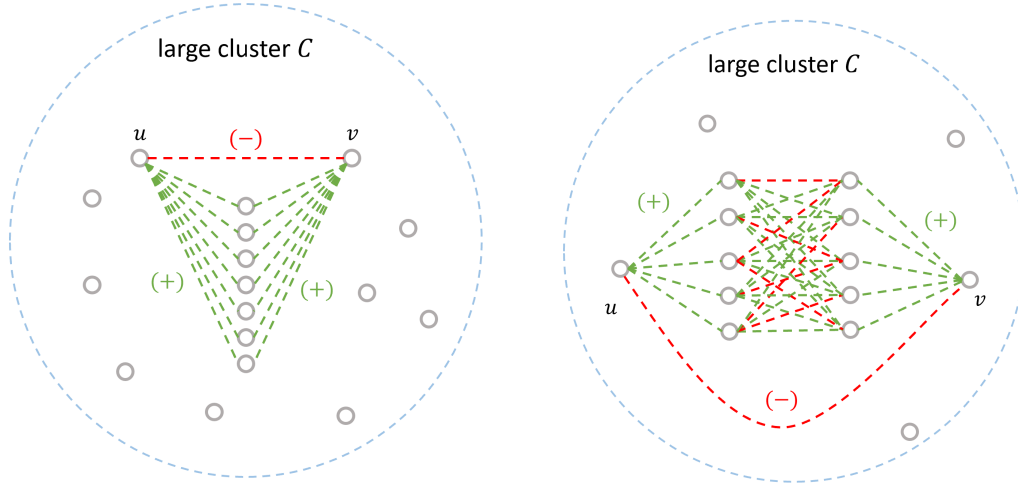 large cluster C
u
(−)
v
(+)
(+)
large cluster C
(+)
(+)
u
v
(−)